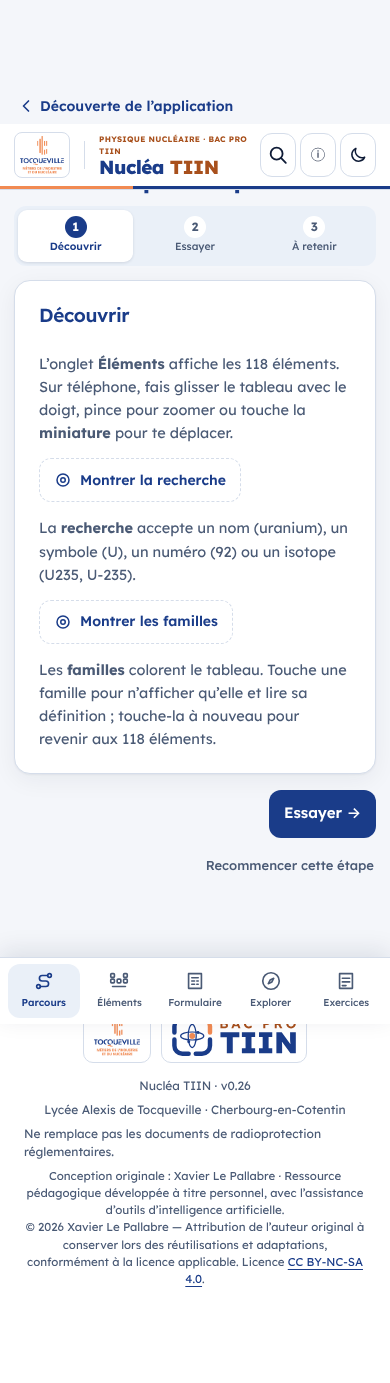 Découverte de l’application
TOCQUEVILLE
PHYSIQUE NUCLÉAIRE · BAC PRO
TIIN
Nucléa TIIN
1
Découvrir
2
Essayer
3
À retenir
Découvrir
L’onglet Éléments affiche les 118 éléments.
Sur téléphone, fais glisser le tableau avec le
doigt, pince pour zoomer ou touche la
miniature pour te déplacer.
Montrer la recherche
La recherche accepte un nom (uranium), un
symbole (U), un numéro (92) ou un isotope
(U235, U-235).
Montrer les familles
Les familles colorent le tableau. Touche une
famille pour n’afficher qu’elle et lire sa
définition ; touche-la à nouveau pour
revenir aux 118 éléments.
Essayer →
Recommencer cette étape
Parcours
Éléments
Formulaire
Explorer
Exercices
TOCQUEVILLE
BAC PRO
TIIN
Nucléa TIIN · v0.26
Lycée Alexis de Tocqueville · Cherbourg-en-Cotentin
Ne remplace pas les documents de radioprotection
réglementaires.
Conception originale : Xavier Le Pallabre · Ressource
pédagogique développée à titre personnel, avec l’assistance
d’outils d’intelligence artificielle.
© 2026 Xavier Le Pallabre — Attribution de l’auteur original à
conserver lors des réutilisations et adaptations,
conformément à la licence applicable. Licence CC BY-NC-SA
4.0.